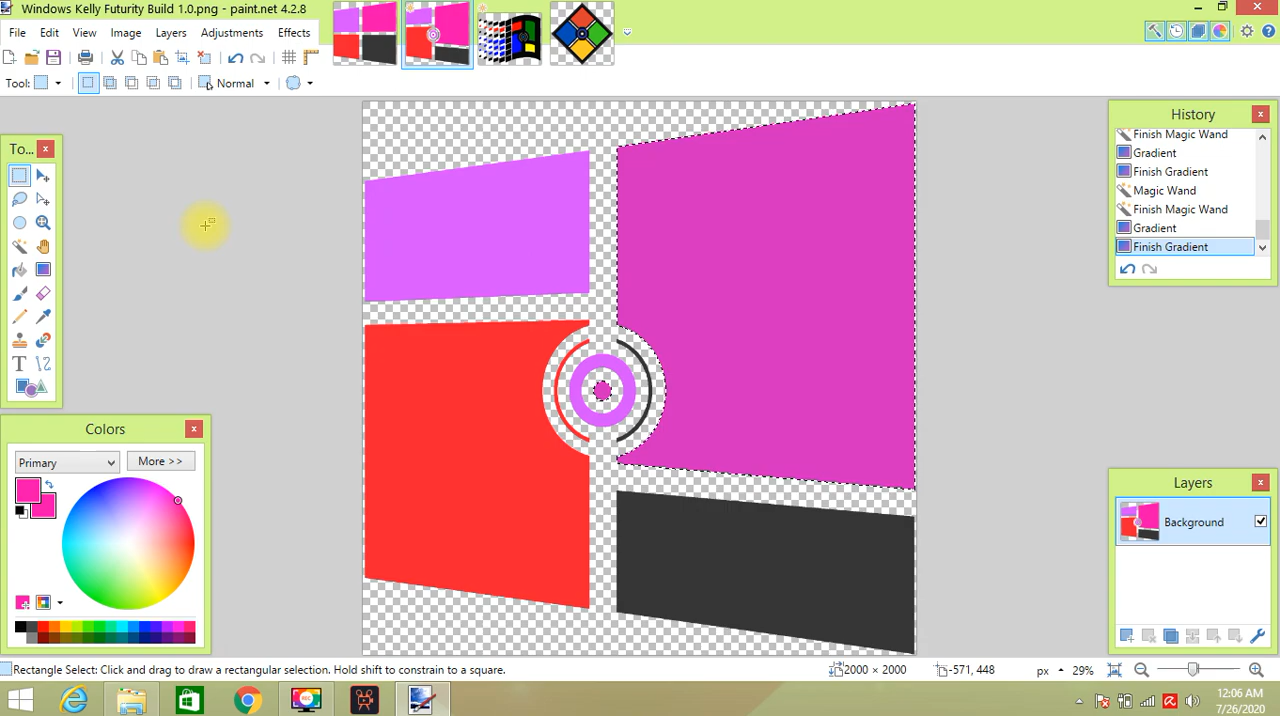 Windows Kelly Futurity Build 1.0.png - paint.net 4.2.8
File Edit View Image Layers Adjustments Effects
Tool: Normal
To...
T
Colors
Primary More >>
History
Finish Magic Wand
Gradient
Finish Gradient
Magic Wand
Finish Magic Wand
Gradient
Finish Gradient
Layers
Background
Rectangle Select: Click and drag to draw a rectangular selection. Hold shift to constrain to a square. 2000 × 2000 -571, 448 px 29%
REC
12:06 AM
7/26/2020